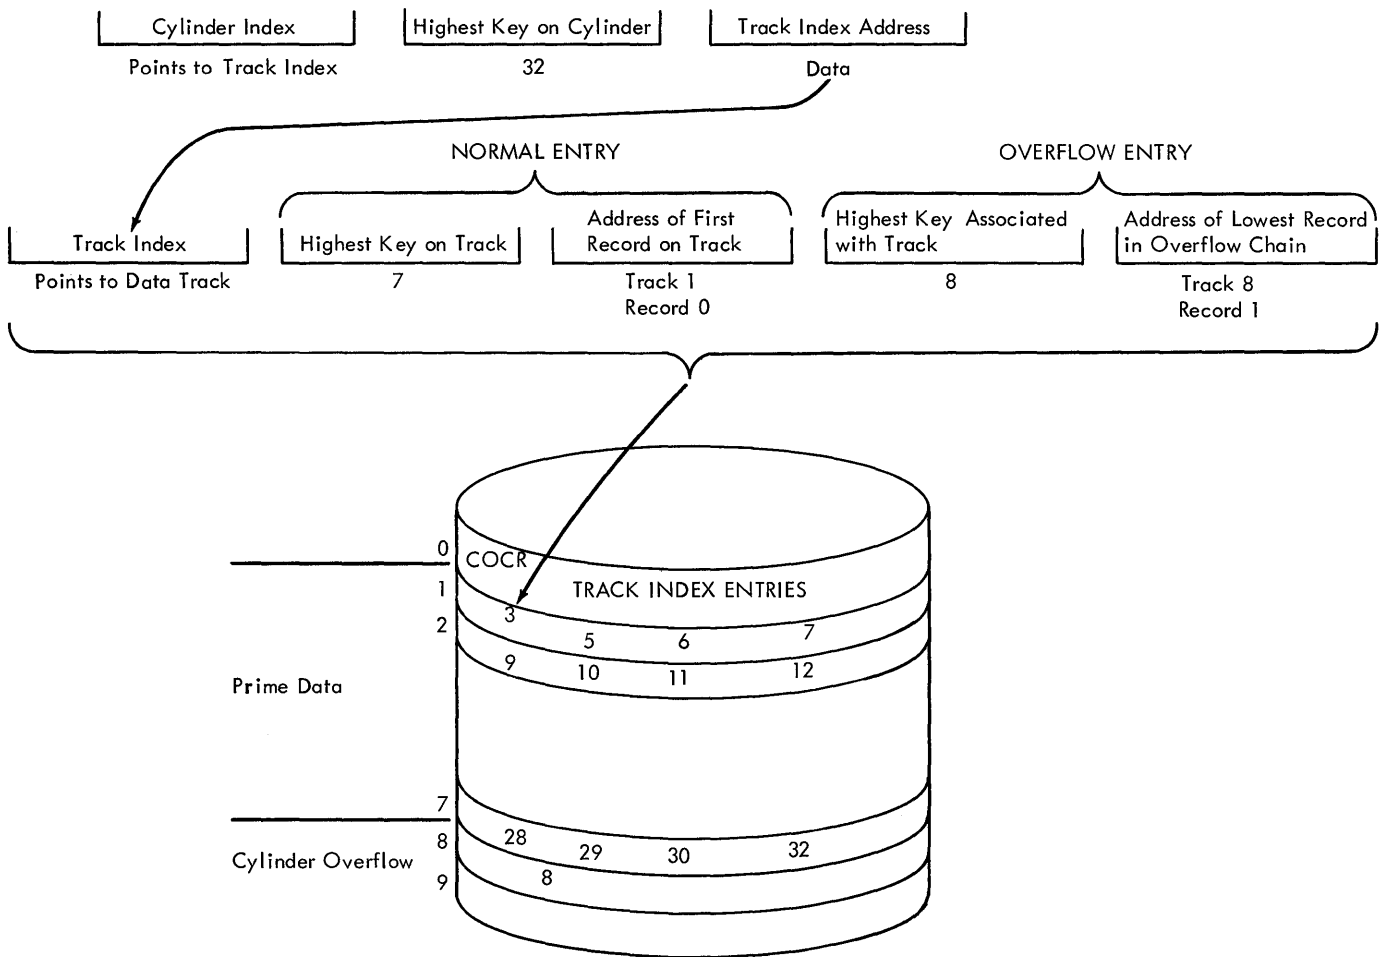 Cylinder Index Highest Key on Cylinder Track Index Address
Points to Track Index 32 Data
NORMAL ENTRY OVERFLOW ENTRY
Track Index
Points to Data Track
Highest Key on Track
7
Address of First
Record on Track
Track 1
Record 0
Highest Key Associated
with Track
8
Address of Lowest Record
in Overflow Chain
Track 8
Record 1
0 COCR
TRACK INDEX ENTRIES
1
3 5 6 7
2
9 10 11 12
Prime Data
7
28 29 30 32
8
Cylinder Overflow
8
9